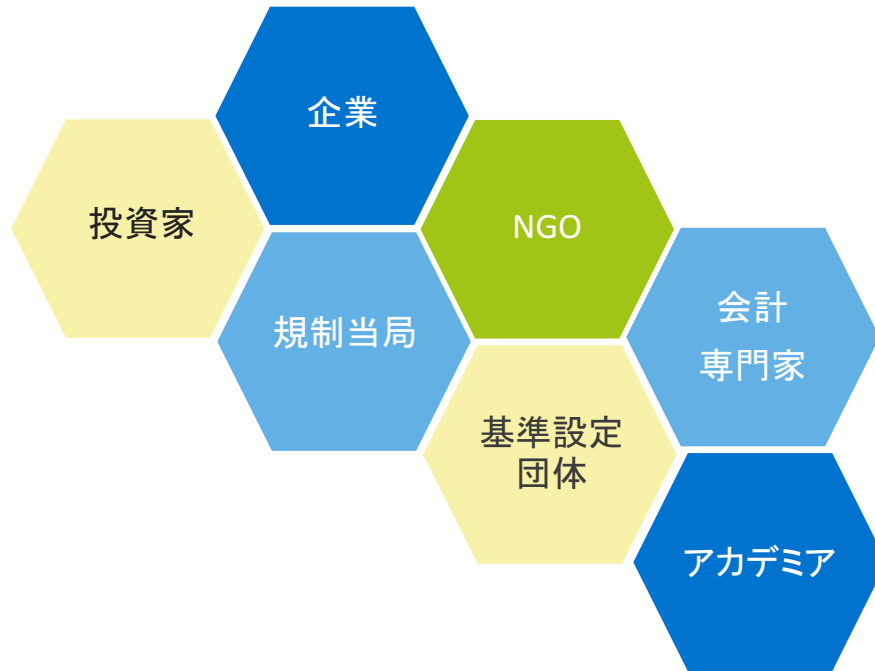 企業
投資家
NGO
規制当局
会計
専門家
基準設定
団体
アカデミア